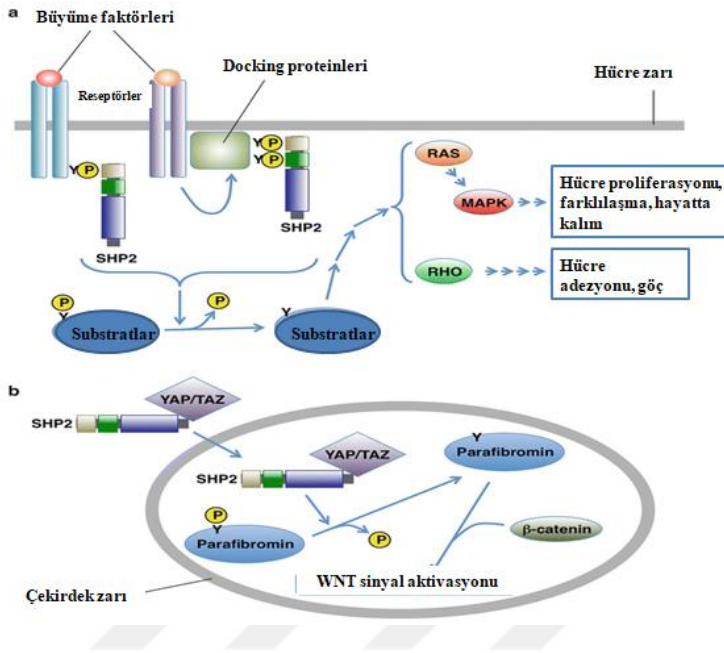 a
Büyüme faktörleri
Docking proteinleri
Hücre zarı
Reseptörler
Y P
Y P
Y P
SHP2
SHP2
RAS
MAPK
Hücre proliferasyonu,
farklılaşma, hayatta
kalım
RHO
Hücre
adezyonu, göç
P
Y
Substratlar
P
Y
Substratlar
b
YAP/TAZ
SHP2
YAP/TAZ
SHP2
Y
Parafibromin
P
Y
Parafibromin
P
β-catenin
WNT sinyal aktivasyonu
Çekirdek zarı